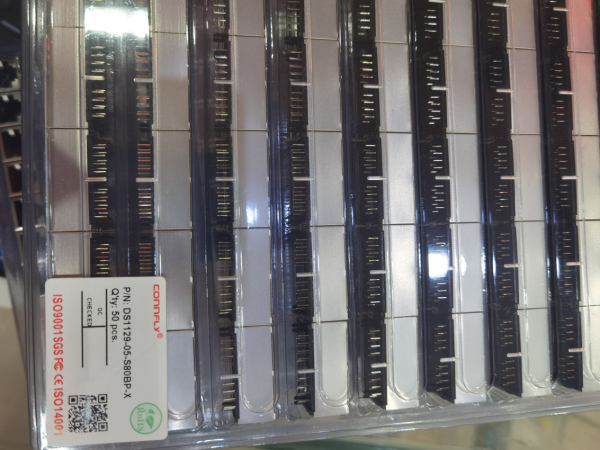 CONNFLY®
P/N: DS1129-05-S80BP-X
Q'ty: 50 pcs.
QC
CHECKED
ISO9001 SGS FC CE ISO14001